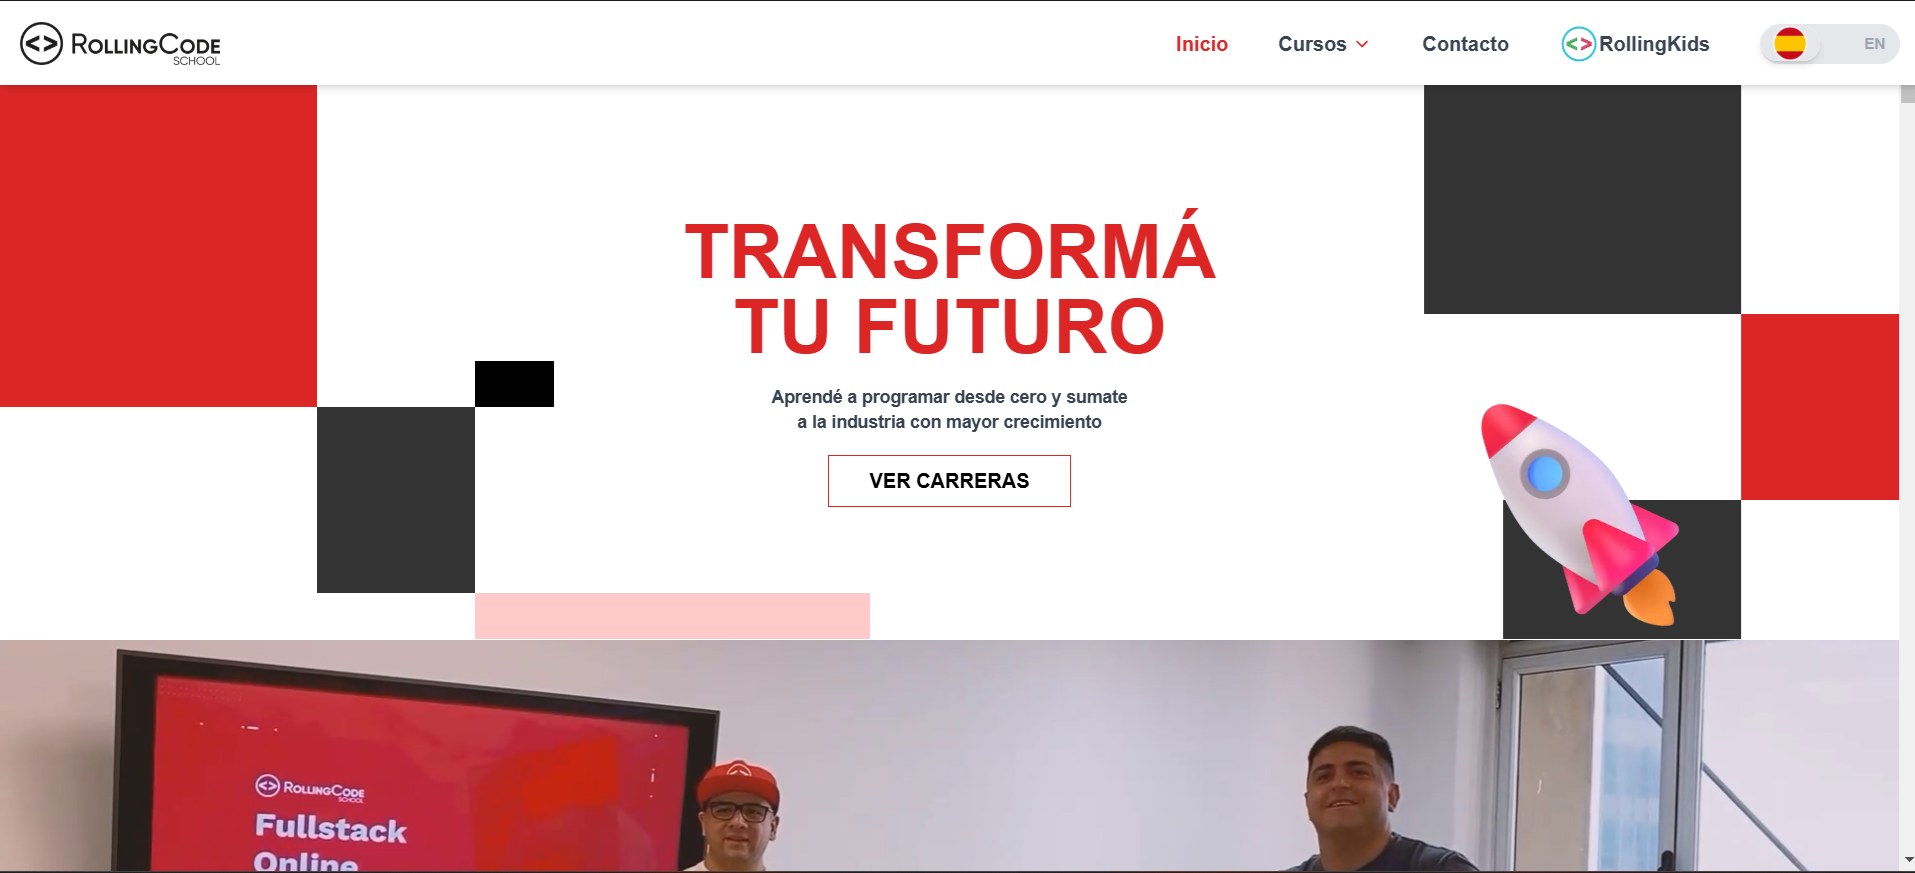 ROLLINGCODE
SCHOOL
Inicio
Cursos
Contacto
RollingKids
EN
TRANSFORMÁ
TU FUTURO
Aprendé a programar desde cero y sumate
a la industria con mayor crecimiento
VER CARRERAS
ROLLINGCODE
SCHOOL
Fullstack
Online